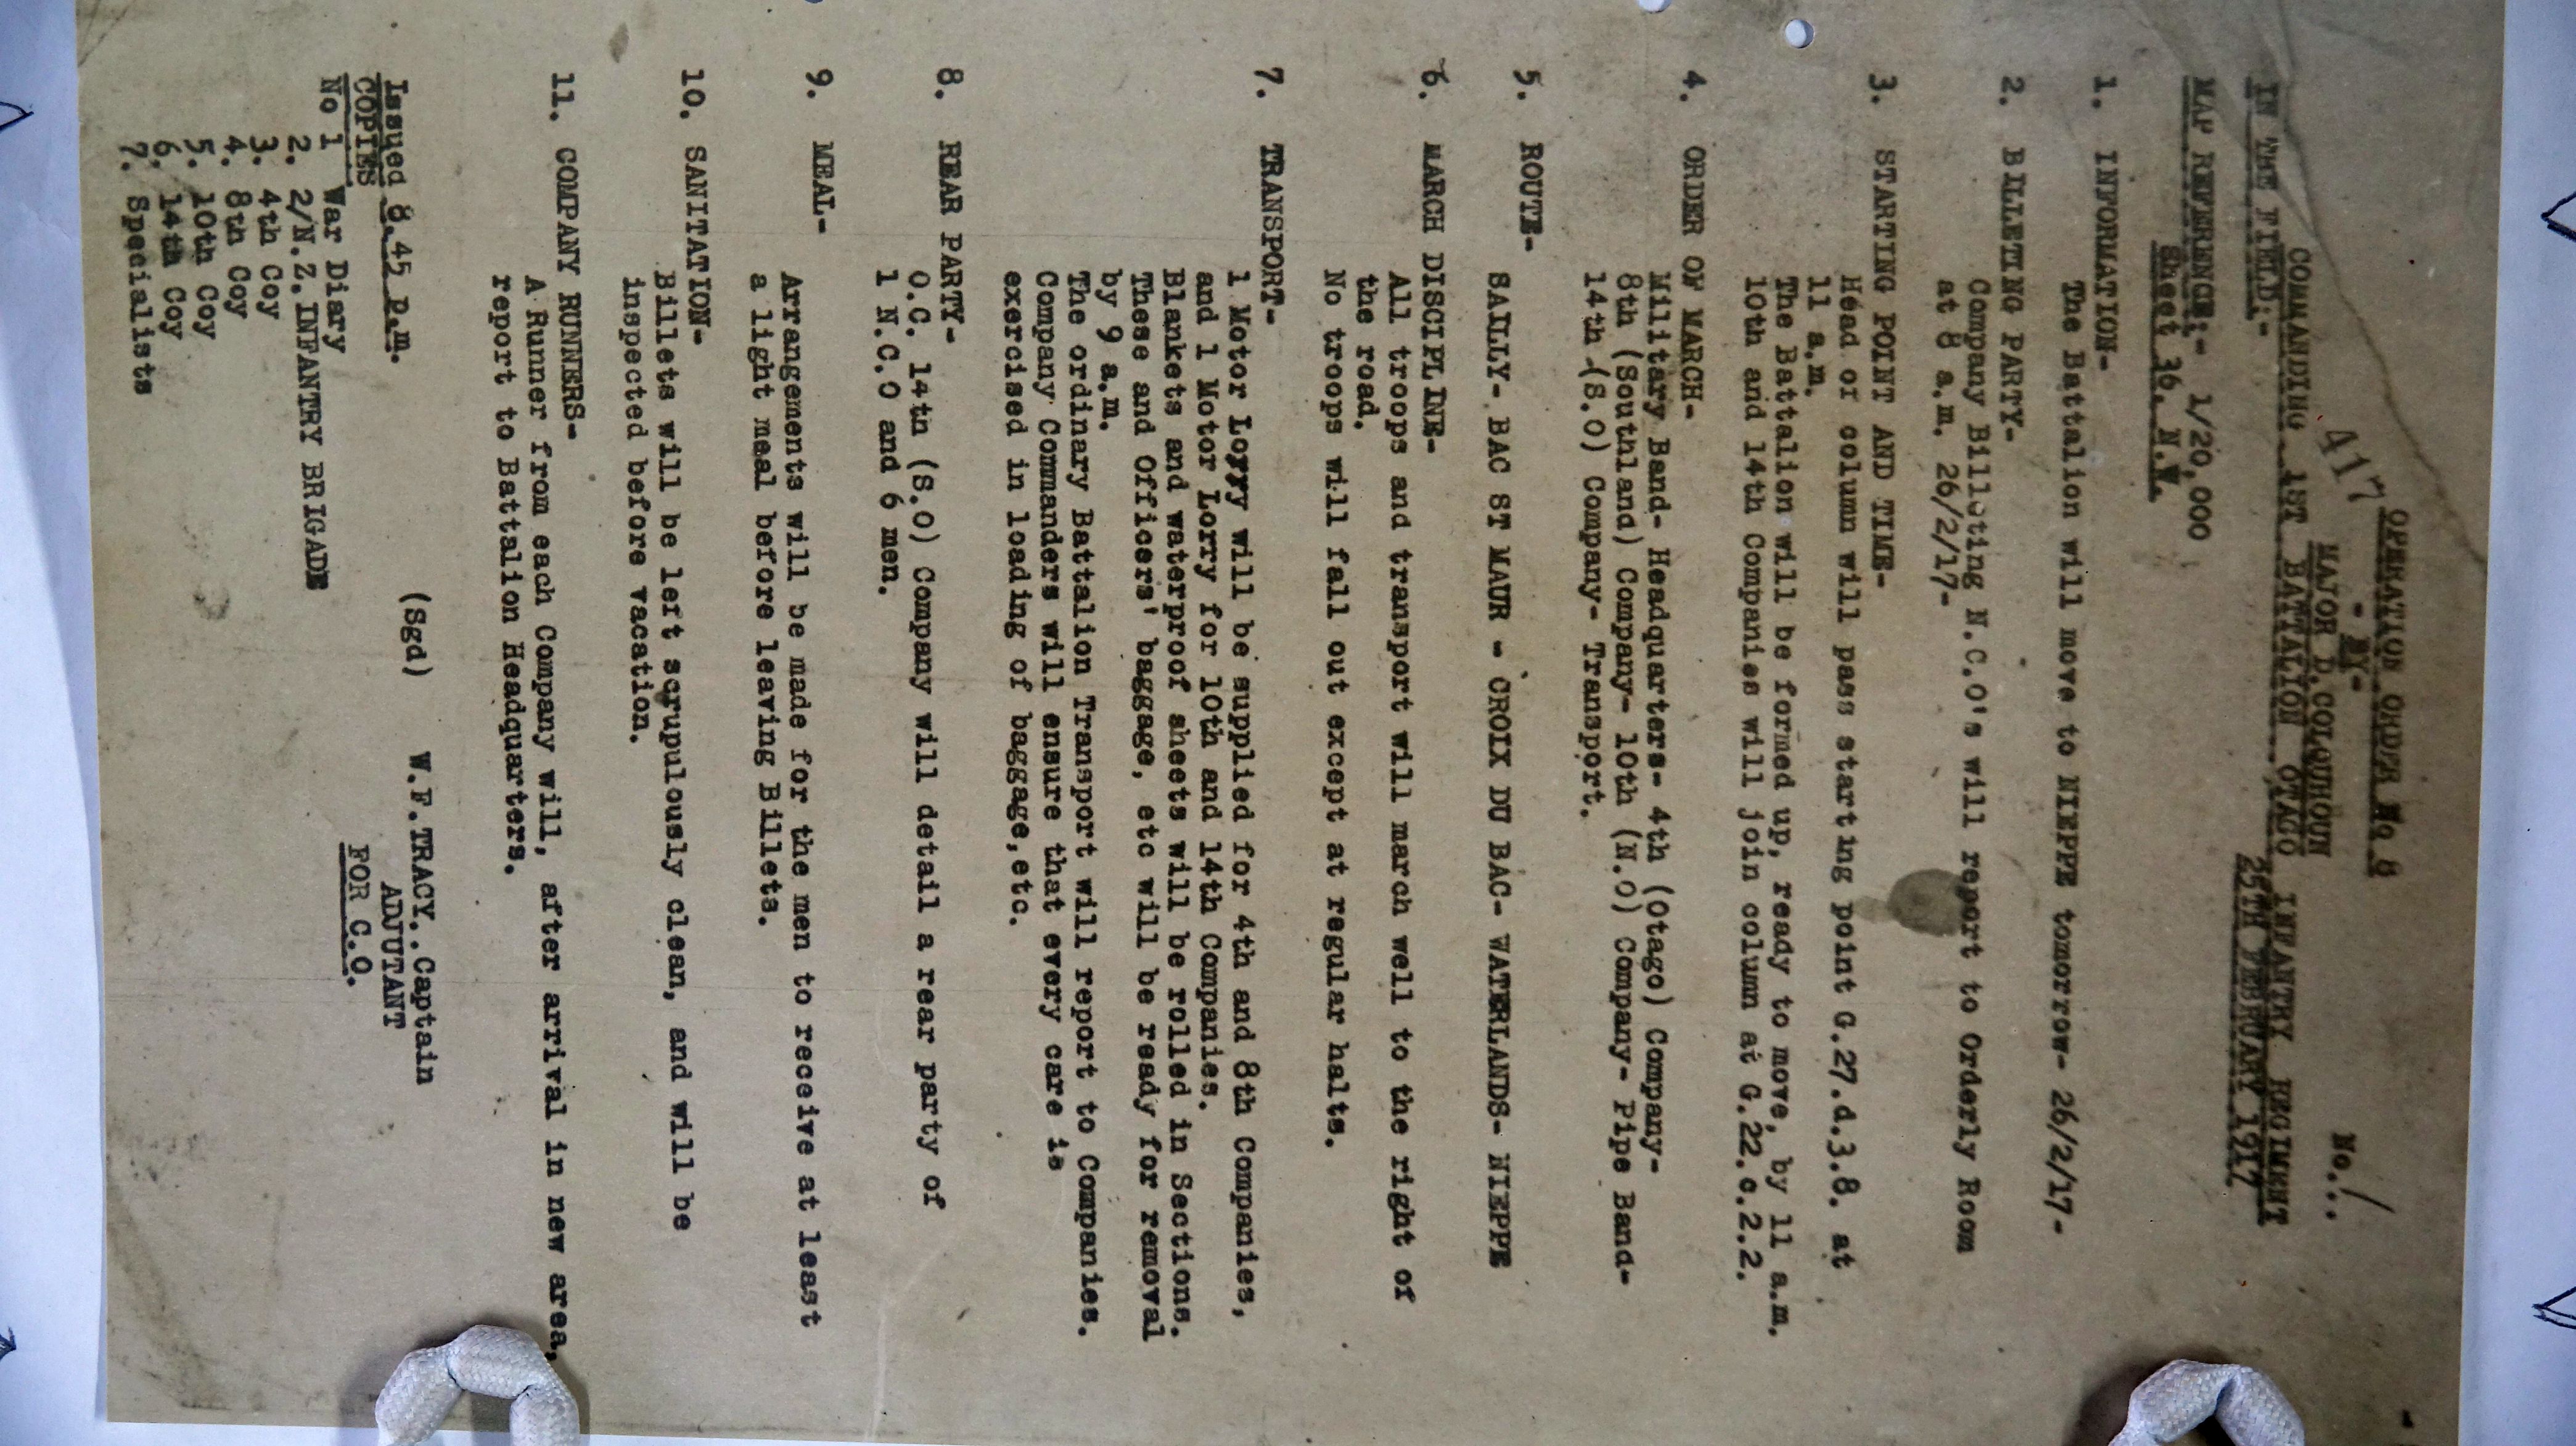 417
OPERATION ORDER No 8
- BY-
No../..
MAJOR D.COLQUHOUN
COMMANDING 1ST BATTALION OTAGO INFANTRY REGIMENT
IN THE FIELD:-
25TH FEBRUARY 1917
MAP REFERENCE:- 1/20,000
Sheet 36. N.W.
1. INFORMATION-
The Battalion will move to NIEPPE tomorrow- 26/2/17-
2. BILLETING PARTY-
Company Billeting N.C.O's will report to Orderly Room
at 8 a.m. 26/2/17-
3. STARTING POINT AND TIME-
Head of column will pass starting point G.27.d.3.8. at
11 a.m.
The Battalion will be formed up, ready to move, by 11 a.m.
10th and 14th Companies will join column at G.22.c.2.2.
4. ORDER OF MARCH-
Military Band- Headquarters- 4th (Otago) Company-
8th (Southland) Company- 10th (N.O) Company- Pipe Band-
14th (S.O) Company- Transport.
5. ROUTE-
SAILLY- BAC ST MAUR - CROIX DU BAC- WATERLANDS- NIEPPE
6. MARCH DISCIPLINE-
All troops and transport will march well to the right of
the road.
No troops will fall out except at regular halts.
7. TRANSPORT-
1 Motor Lorry will be supplied for 4th and 8th Companies,
and 1 Motor Lorry for 10th and 14th Companies.
Blankets and waterproof sheets will be rolled in Sections.
These and Officers' baggage, etc will be ready for removal
by 9 a.m.
The ordinary Battalion Transport will report to Companies.
Company Commanders will ensure that every care is
exercised in loading of baggage,etc.
8. REAR PARTY-
O.C. 14th (S.O) Company will detail a rear party of
1 N.C.O and 6 men.
9. MEAL-
Arrangements will be made for the men to receive at least
a light meal before leaving Billets.
10. SANITATION-
Billets will be left scrupulously clean, and will be
inspected before vacation.
11. COMPANY RUNNERS-
A Runner from each Company will, after arrival in new area,
report to Battalion Headquarters.
(Sgd) W.F.TRACY..Captain
ADJUTANT
FOR C.O.
Issued 8.45 p.m.
COPIES
No 1 War Diary
2. 2/N.Z.INFANTRY BRIGADE
3. 4th Coy
4. 8th Coy
5. 10th Coy
6. 14th Coy
7. Specialists